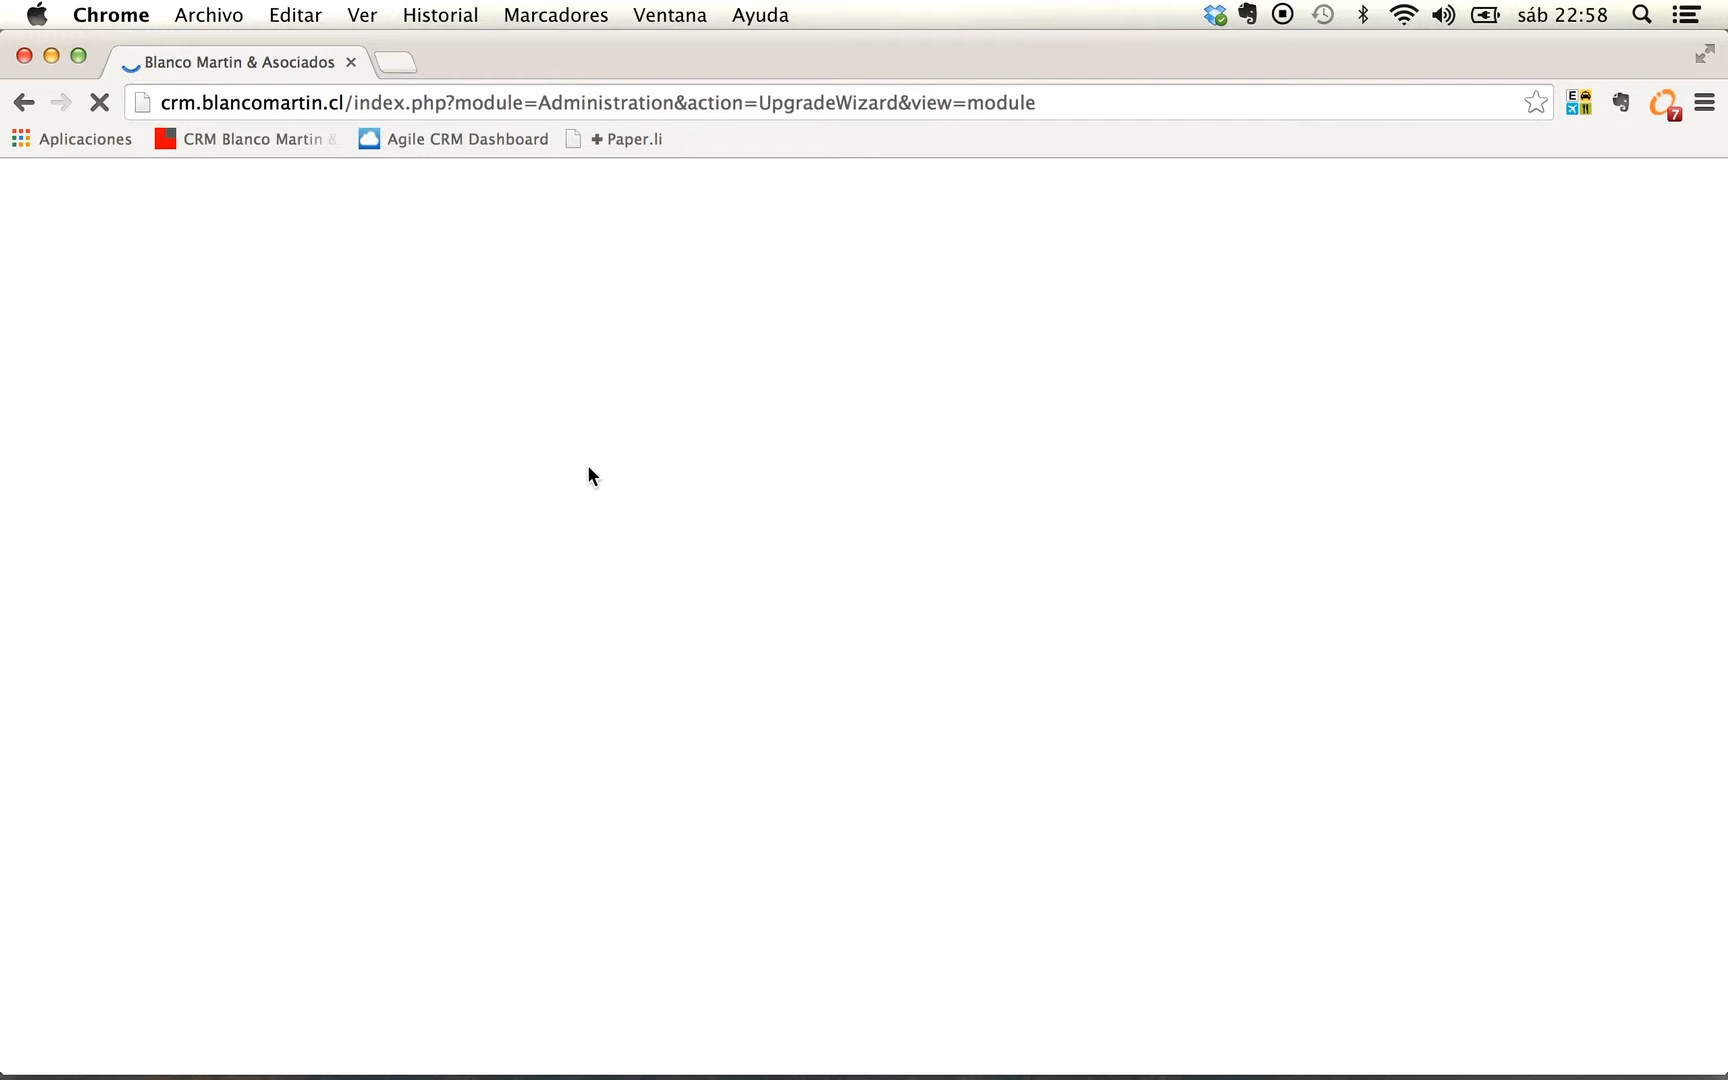 Chrome Archivo Editar Ver Historial Marcadores Ventana Ayuda sáb 22:58
Blanco Martin & Asociados
crm.blancomartin.cl/index.php?module=Administration&action=UpgradeWizard&view=module
E 7
Aplicaciones CRM Blanco Martin & Agile CRM Dashboard + Paper.li